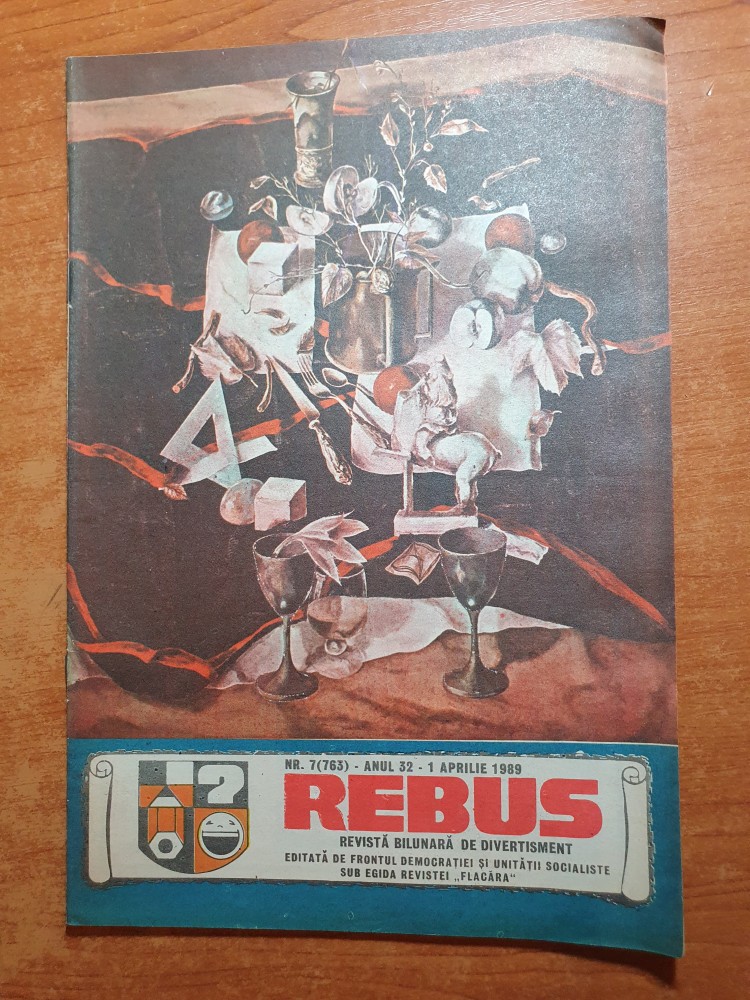 NR. 7(763) - ANUL 32 - 1 APRILIE 1989
REBUS
REVISTĂ BILUNARĂ DE DIVERTISMENT
EDITATĂ DE FRONTUL DEMOCRAȚIEI ȘI UNITĂȚII SOCIALISTE
SUB EGIDA REVISTEI „FLACĂRA“